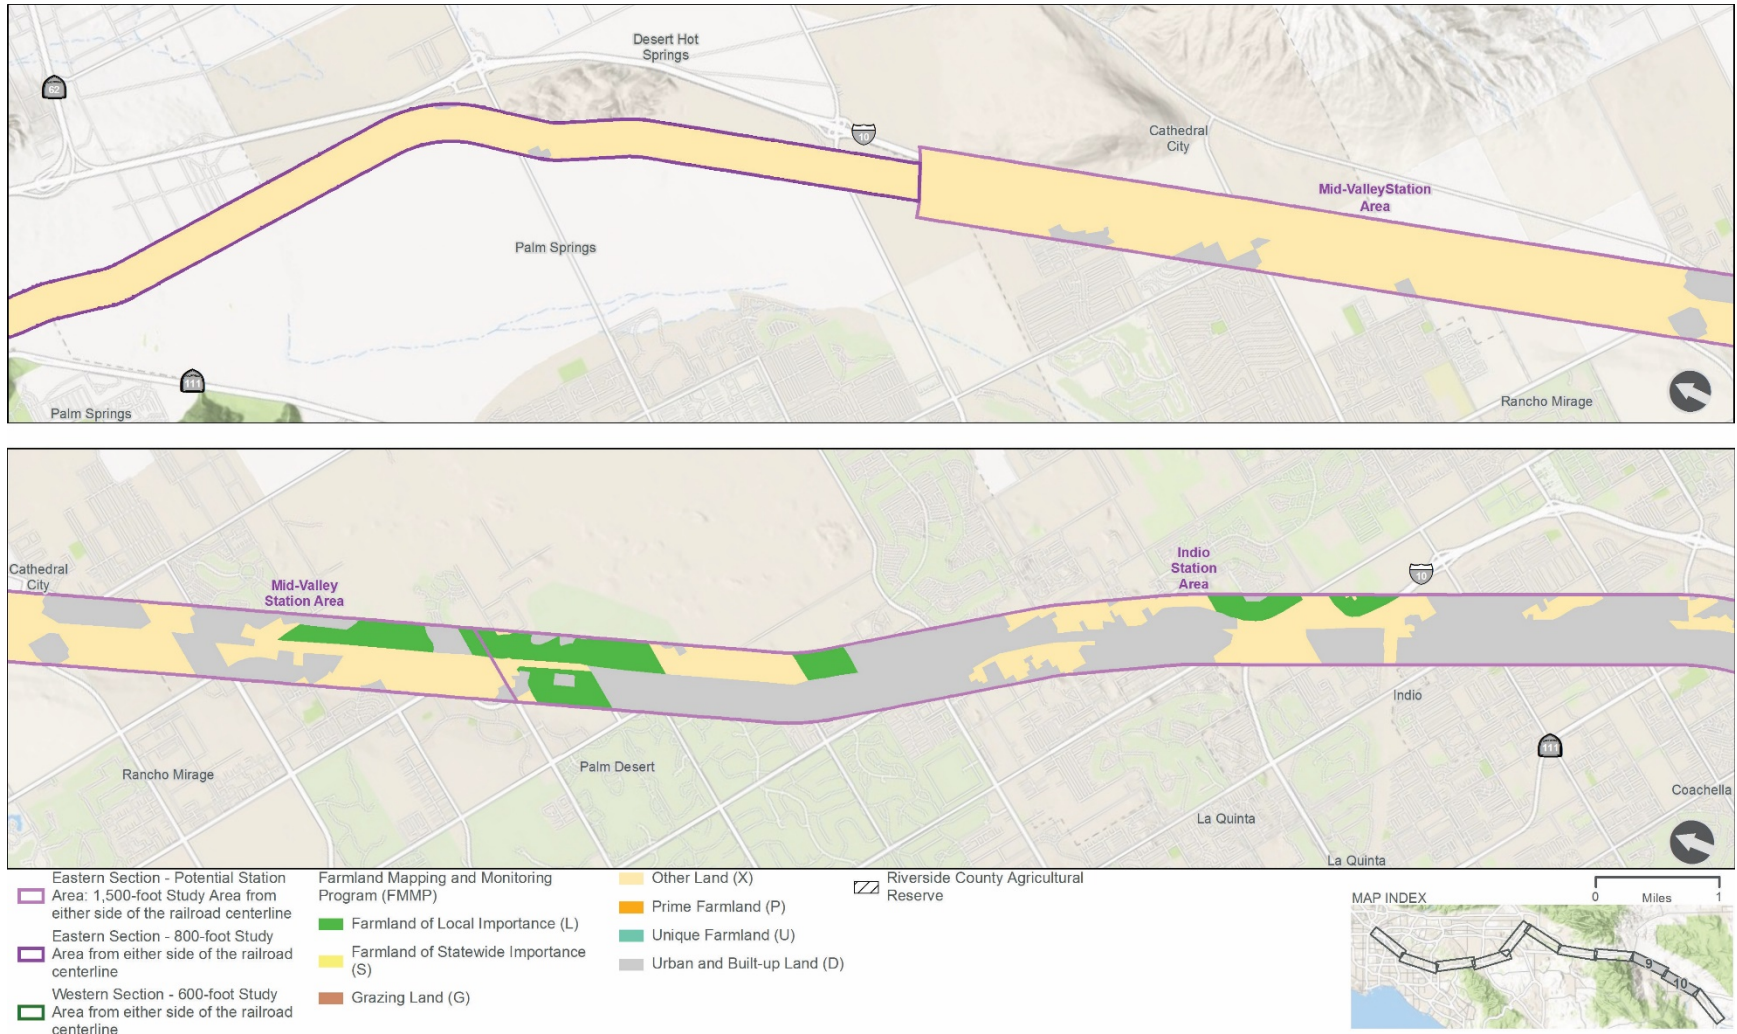 Desert Hot
Springs
62
10
Cathedral
City
Mid-ValleyStation
Area
Palm Springs
111
Palm Springs
Rancho Mirage
Cathedral
City
Mid-Valley
Station Area
Indio
Station
Area
10
Indio
111
Rancho Mirage
Palm Desert
Coachella
La Quinta
La Quinta
Eastern Section - Potential Station
Area: 1,500-foot Study Area from
either side of the railroad centerline
Eastern Section - 800-foot Study
Area from either side of the railroad
centerline
Western Section - 600-foot Study
Area from either side of the railroad
centerline
Farmland Mapping and Monitoring
Program (FMMP)
Farmland of Local Importance (L)
Farmland of Statewide Importance
(S)
Grazing Land (G)
Other Land (X)
Prime Farmland (P)
Unique Farmland (U)
Urban and Built-up Land (D)
Riverside County Agricultural
Reserve
0 Miles 1
MAP INDEX
9
10